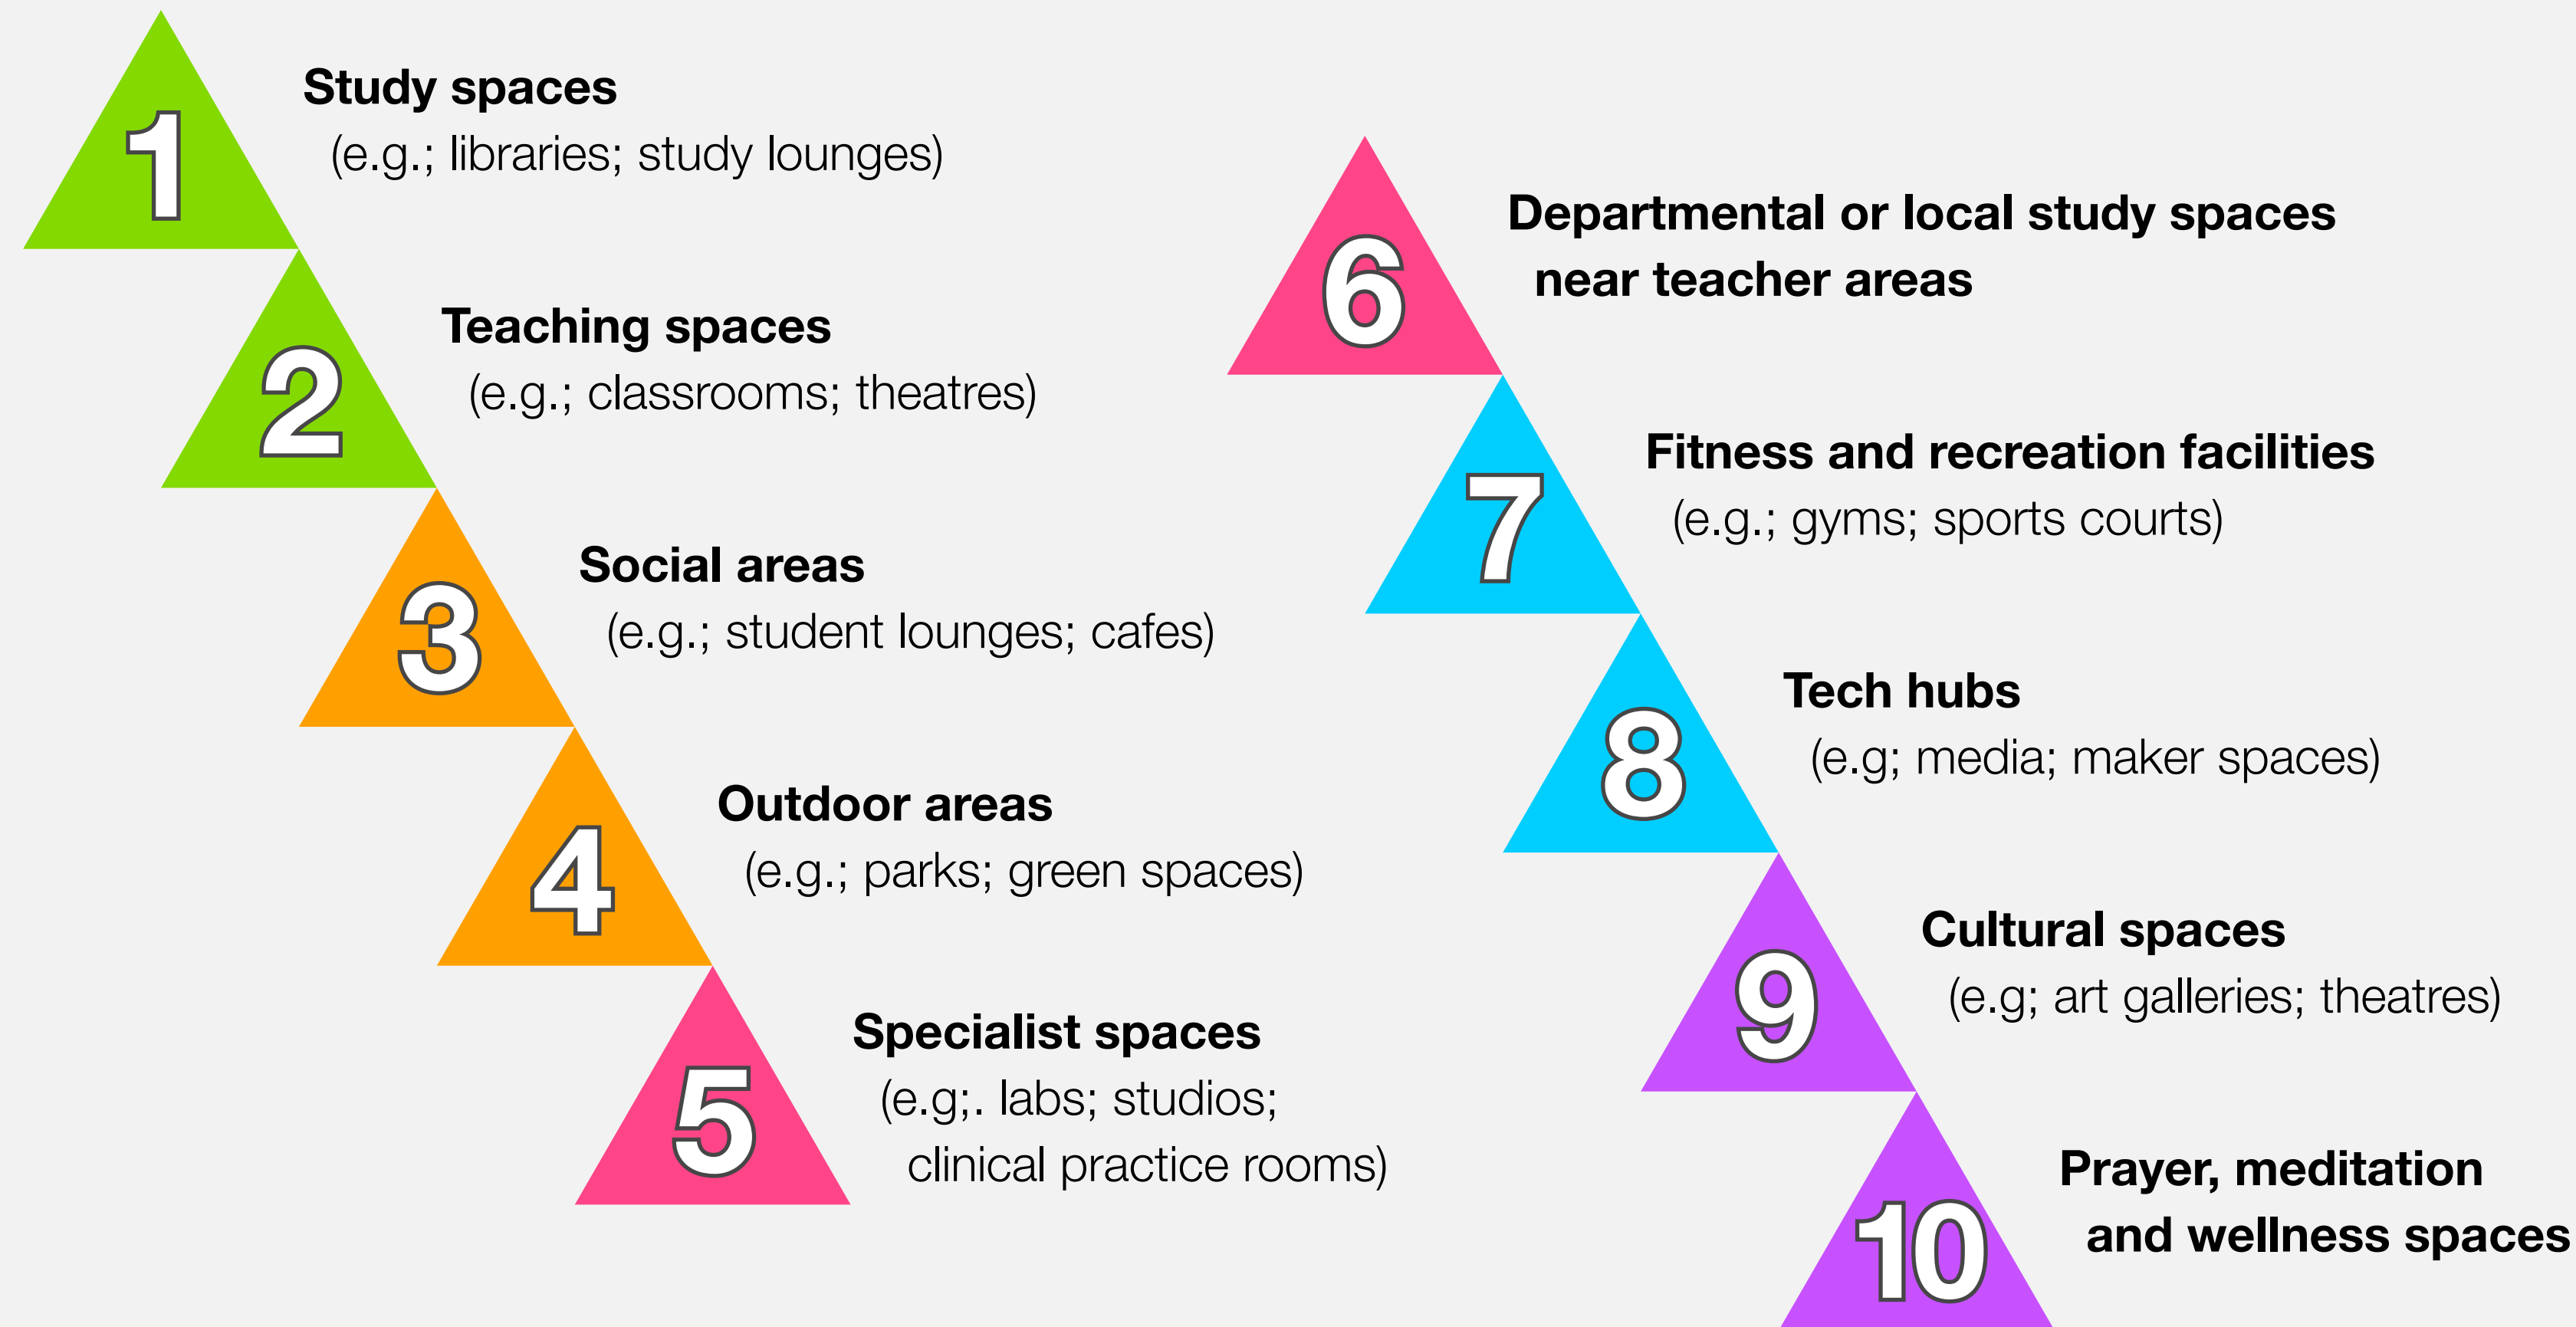 1
Study spaces
(e.g.; libraries; study lounges)
2
Teaching spaces
(e.g.; classrooms; theatres)
3
Social areas
(e.g.; student lounges; cafes)
4
Outdoor areas
(e.g.; parks; green spaces)
5
Specialist spaces
(e.g;. labs; studios;
clinical practice rooms)
6
Departmental or local study spaces
near teacher areas
7
Fitness and recreation facilities
(e.g.; gyms; sports courts)
8
Tech hubs
(e.g; media; maker spaces)
9
Cultural spaces
(e.g; art galleries; theatres)
10
Prayer, meditation
and wellness spaces